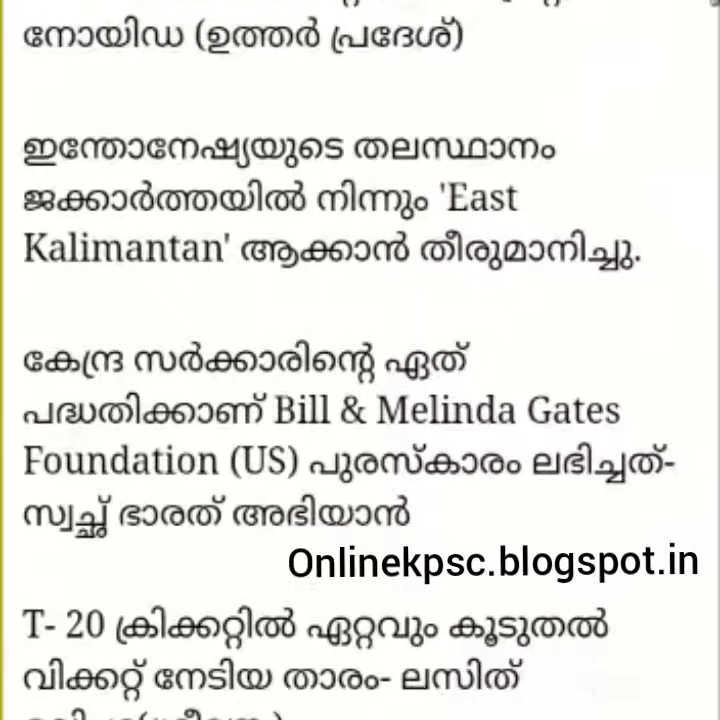 നോയിഡ (ഉത്തർ പ്രദേശ്)
ഇന്തോനേഷ്യയുടെ തലസ്ഥാനം
ജക്കാർത്തയിൽ നിന്നും 'East
Kalimantan' ആക്കാൻ തീരുമാനിച്ചു.
കേന്ദ്ര സർക്കാരിന്റെ ഏത്
പദ്ധതിക്കാണ് Bill & Melinda Gates
Foundation (US) പുരസ്കാരം ലഭിച്ചത്-
സ്വച്ഛ് ഭാരത് അഭിയാൻ
Onlinekpsc.blogspot.in
T- 20 ക്രിക്കറ്റിൽ ഏറ്റവും കൂടുതൽ
വിക്കറ്റ് നേടിയ താരം- ലസിത്